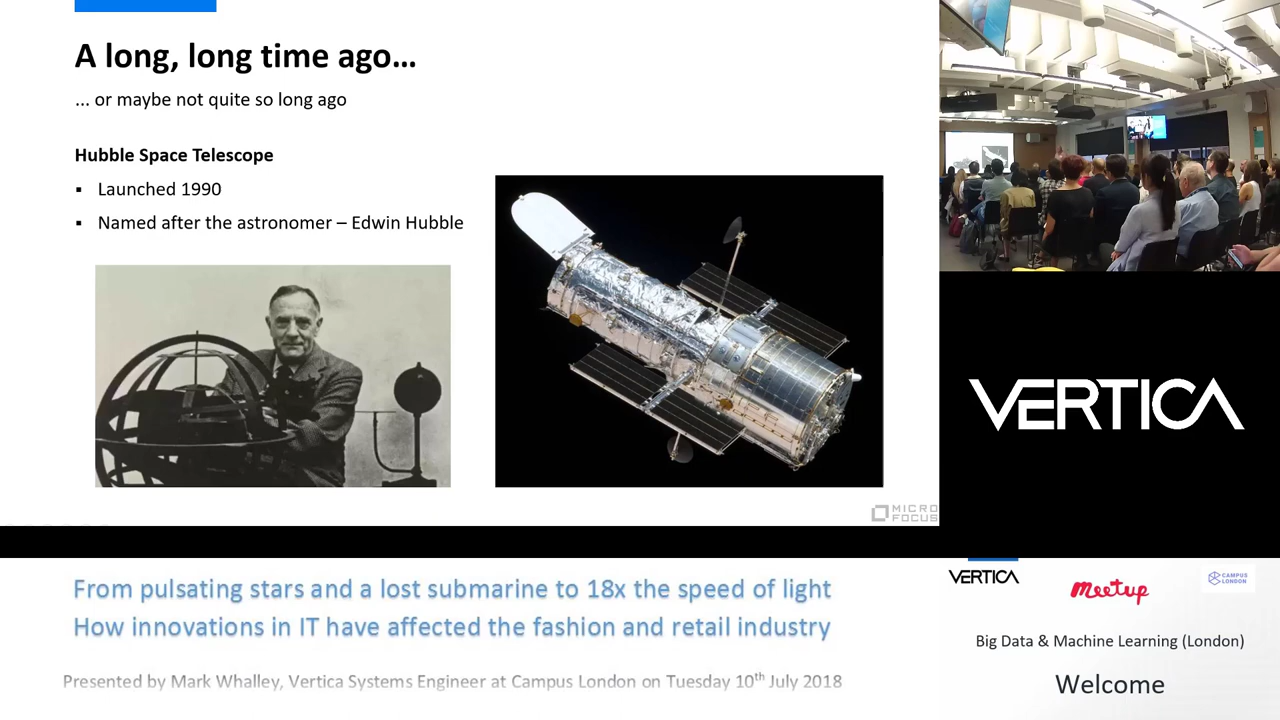 A long, long time ago…
... or maybe not quite so long ago
Hubble Space Telescope
▪ Launched 1990
▪ Named after the astronomer – Edwin Hubble
MICRO
FOCUS
VERTICA
From pulsating stars and a lost submarine to 18x the speed of light
How innovations in IT have affected the fashion and retail industry
Presented by Mark Whalley, Vertica Systems Engineer at Campus London on Tuesday 10th July 2018
VERTICA
meetup
CAMPUS
LONDON
Big Data & Machine Learning (London)
Welcome